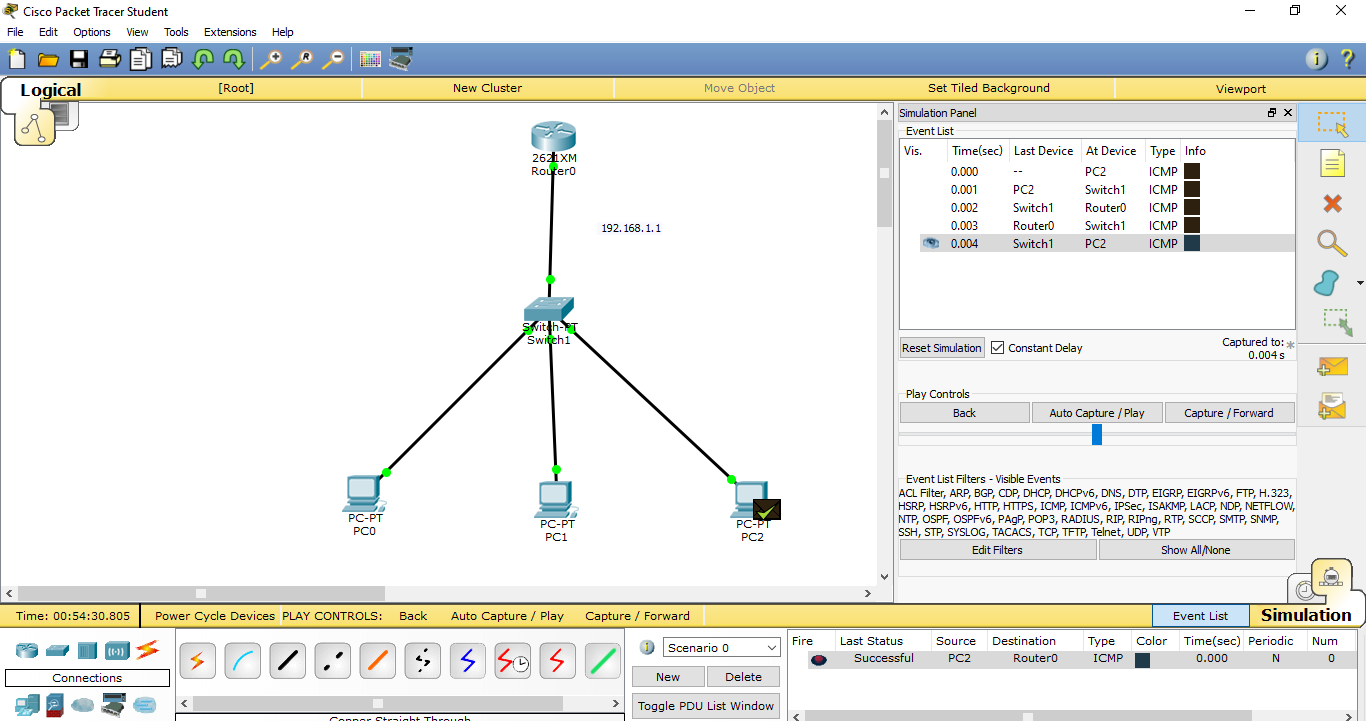 Cisco Packet Tracer Student
File Edit Options View Tools Extensions Help
Logical [Root] New Cluster Move Object Set Tiled Background Viewport
2621XM
Router0
192.168.1.1
Switch-PT
Switch1
PC-PT
PC0
PC-PT
PC1
PC-PT
PC2
Simulation Panel
Event List
Vis. Time(sec) Last Device At Device Type Info
0.000 -- PC2 ICMP
0.001 PC2 Switch1 ICMP
0.002 Switch1 Router0 ICMP
0.003 Router0 Switch1 ICMP
0.004 Switch1 PC2 ICMP
Reset Simulation Constant Delay Captured to: *
0.004 s
Play Controls
Back Auto Capture / Play Capture / Forward
Event List Filters - Visible Events
ACL Filter, ARP, BGP, CDP, DHCP, DHCPv6, DNS, DTP, EIGRP, EIGRPv6, FTP, H.323,
HSRP, HSRPv6, HTTP, HTTPS, ICMP, ICMPv6, IPSec, ISAKMP, LACP, NDP, NETFLOW,
NTP, OSPF, OSPFv6, PAgP, POP3, RADIUS, RIP, RIPng, RTP, SCCP, SMTP, SNMP,
SSH, STP, SYSLOG, TACACS, TCP, TFTP, Telnet, UDP, VTP
Edit Filters Show All/None
Time: 00:54:30.805 Power Cycle Devices PLAY CONTROLS: Back Auto Capture / Play Capture / Forward Event List Simulation
Connections
Copper Straight-Through
Scenario 0
New Delete
Toggle PDU List Window
Fire Last Status Source Destination Type Color Time(sec) Periodic Num
Successful PC2 Router0 ICMP 0.000 N 0